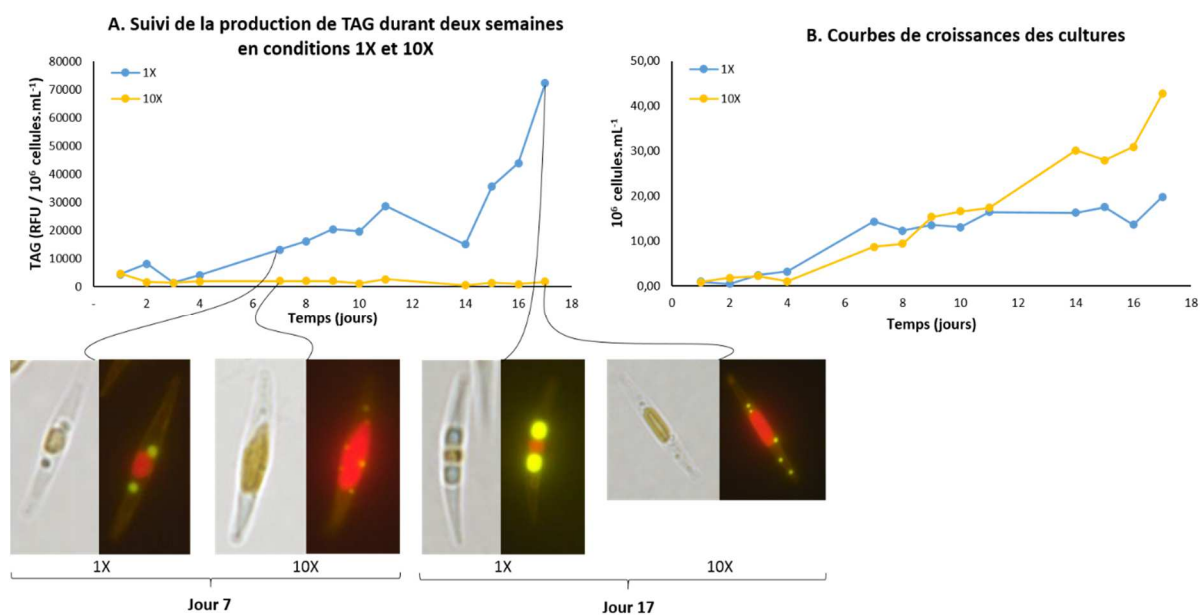 A. Suivi de la production de TAG durant deux semaines
en conditions 1X et 10X
TAG (RFU / 10⁶ cellules.mL⁻¹)
80000
70000
60000
50000
40000
30000
20000
10000
0
1X
10X
- 2 4 6 8 10 12 14 16 18
Temps (jours)
B. Courbes de croissances des cultures
10⁶ cellules.mL⁻¹
50,00
40,00
30,00
20,00
10,00
0,00
1X
10X
0 2 4 6 8 10 12 14 16 18
Temps (jours)
1X
10X
1X
10X
Jour 7
Jour 17